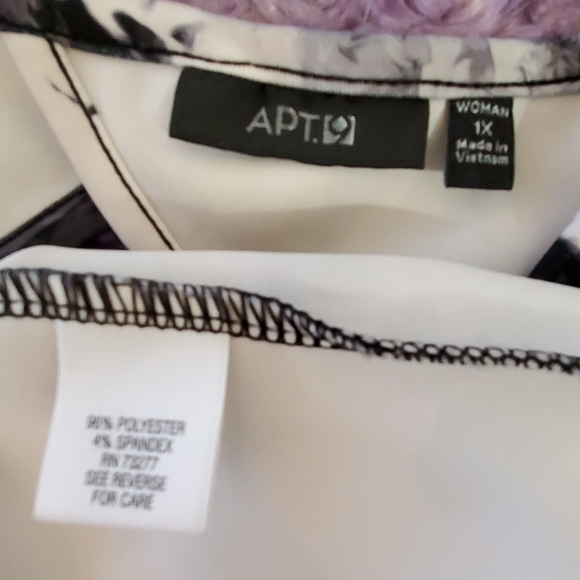 APT.9
WOMAN
1X
Made in
Vietnam
96% POLYESTER
4% SPANDEX
RN 73277
SEE REVERSE
FOR CARE